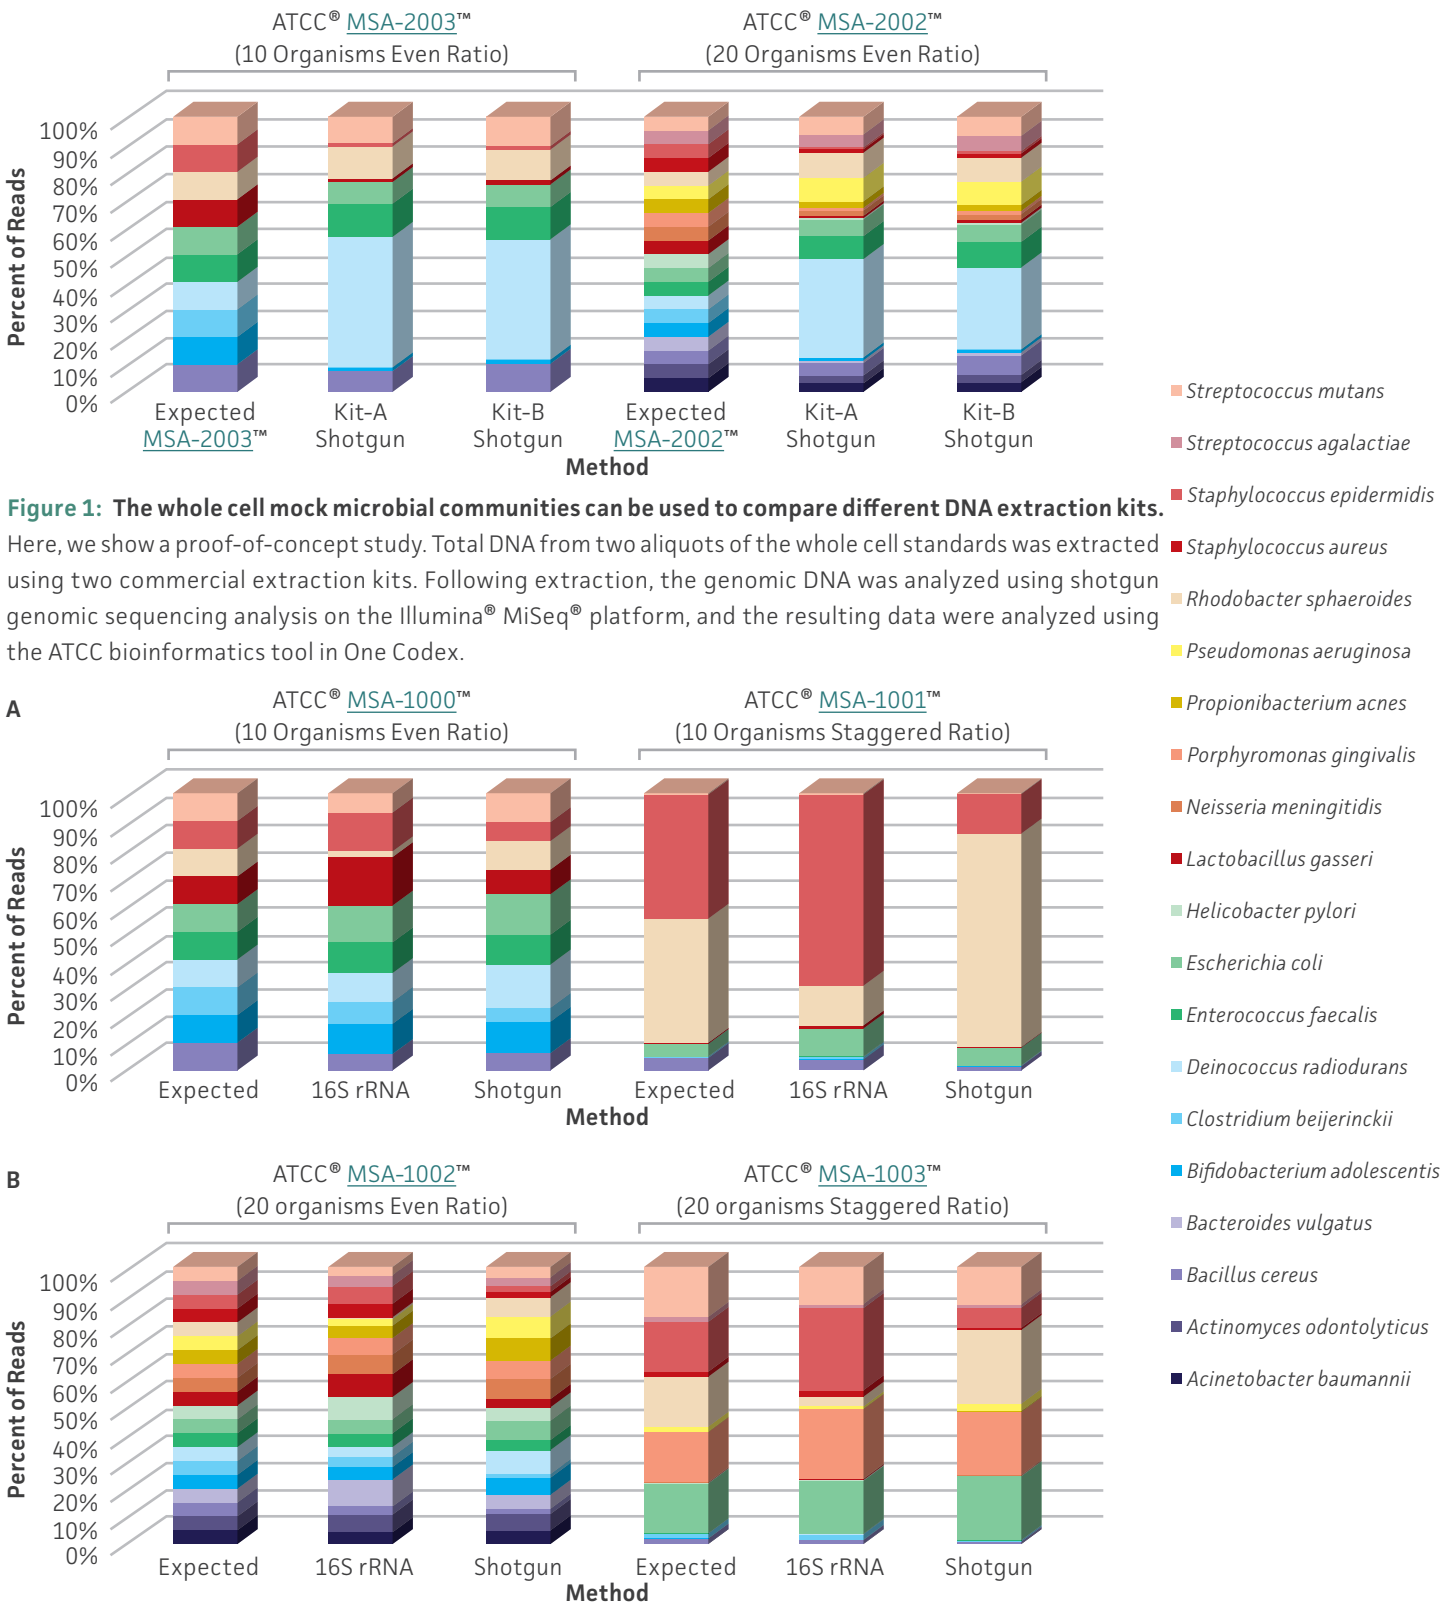 ATCC® MSA-2003™
(10 Organisms Even Ratio)
ATCC® MSA-2002™
(20 Organisms Even Ratio)
Percent of Reads
100%
90%
80%
70%
60%
50%
40%
30%
20%
10%
0%
Expected
MSA-2003™
Kit-A
Shotgun
Kit-B
Shotgun
Expected
MSA-2002™
Kit-A
Shotgun
Kit-B
Shotgun
Method
Figure 1: The whole cell mock microbial communities can be used to compare different DNA extraction kits.
Here, we show a proof-of-concept study. Total DNA from two aliquots of the whole cell standards was extracted
using two commercial extraction kits. Following extraction, the genomic DNA was analyzed using shotgun
genomic sequencing analysis on the Illumina® MiSeq® platform, and the resulting data were analyzed using
the ATCC bioinformatics tool in One Codex.
A
ATCC® MSA-1000™
(10 Organisms Even Ratio)
ATCC® MSA-1001™
(10 Organisms Staggered Ratio)
Percent of Reads
100%
90%
80%
70%
60%
50%
40%
30%
20%
10%
0%
Expected
16S rRNA
Shotgun
Expected
16S rRNA
Shotgun
Method
B
ATCC® MSA-1002™
(20 organisms Even Ratio)
ATCC® MSA-1003™
(20 organisms Staggered Ratio)
Percent of Reads
100%
90%
80%
70%
60%
50%
40%
30%
20%
10%
0%
Expected
16S rRNA
Shotgun
Expected
16S rRNA
Shotgun
Method
Streptococcus mutans
Streptococcus agalactiae
Staphylococcus epidermidis
Staphylococcus aureus
Rhodobacter sphaeroides
Pseudomonas aeruginosa
Propionibacterium acnes
Porphyromonas gingivalis
Neisseria meningitidis
Lactobacillus gasseri
Helicobacter pylori
Escherichia coli
Enterococcus faecalis
Deinococcus radiodurans
Clostridium beijerinckii
Bifidobacterium adolescentis
Bacteroides vulgatus
Bacillus cereus
Actinomyces odontolyticus
Acinetobacter baumannii